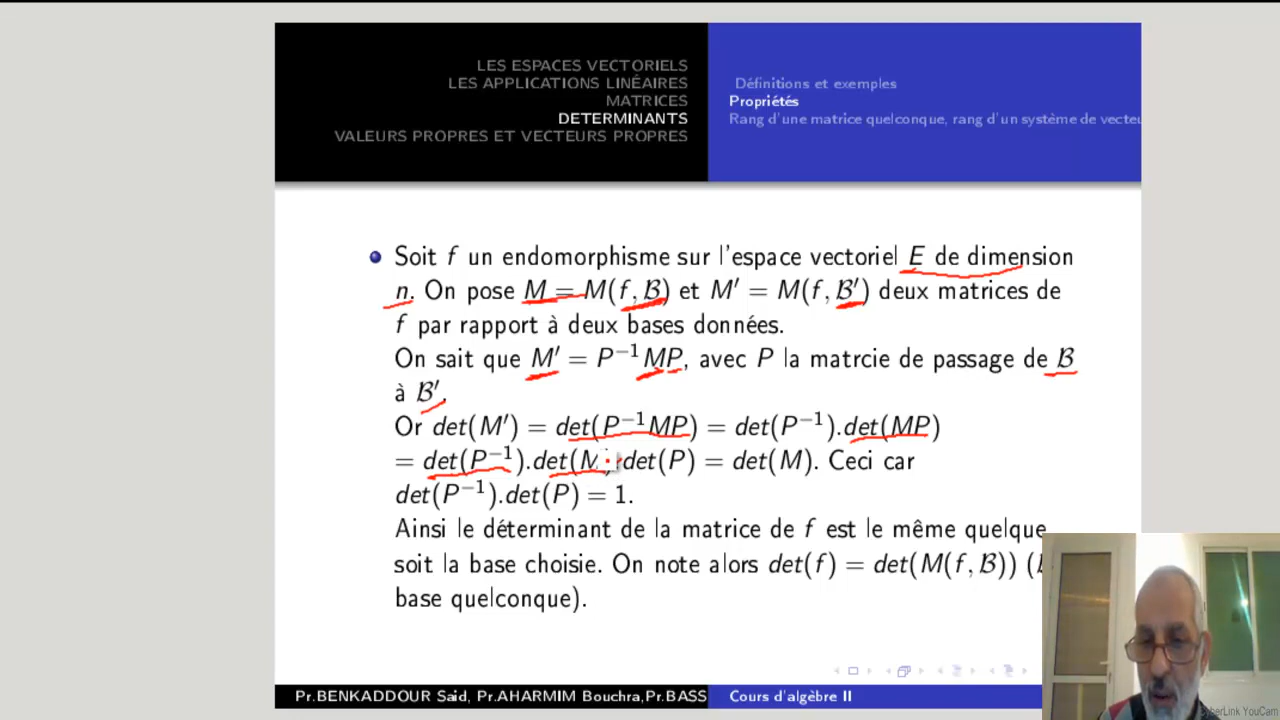 LES ESPACES VECTORIELS
LES APPLICATIONS LINÉAIRES
MATRICES
DETERMINANTS
VALEURS PROPRES ET VECTEURS PROPRES
Définitions et exemples
Propriétés
Rang d'une matrice quelconque, rang d'un système de vecteu
Soit f un endomorphisme sur l'espace vectoriel E de dimension
n. On pose M = M(f, B) et M′ = M(f, B′) deux matrices de
f par rapport à deux bases données.
On sait que M′ = P⁻¹MP, avec P la matrcie de passage de B
à B′.
Or det(M′) = det(P⁻¹MP) = det(P⁻¹).det(MP)
= det(P⁻¹).det(M).det(P) = det(M). Ceci car
det(P⁻¹).det(P) = 1.
Ainsi le déterminant de la matrice de f est le même quelque
soit la base choisie. On note alors det(f) = det(M(f, B)) (
base quelconque).
Pr.BENKADDOUR Said, Pr.AHARMIM Bouchra,Pr.BASS
Cours d'algèbre II
CyberLink YouCam